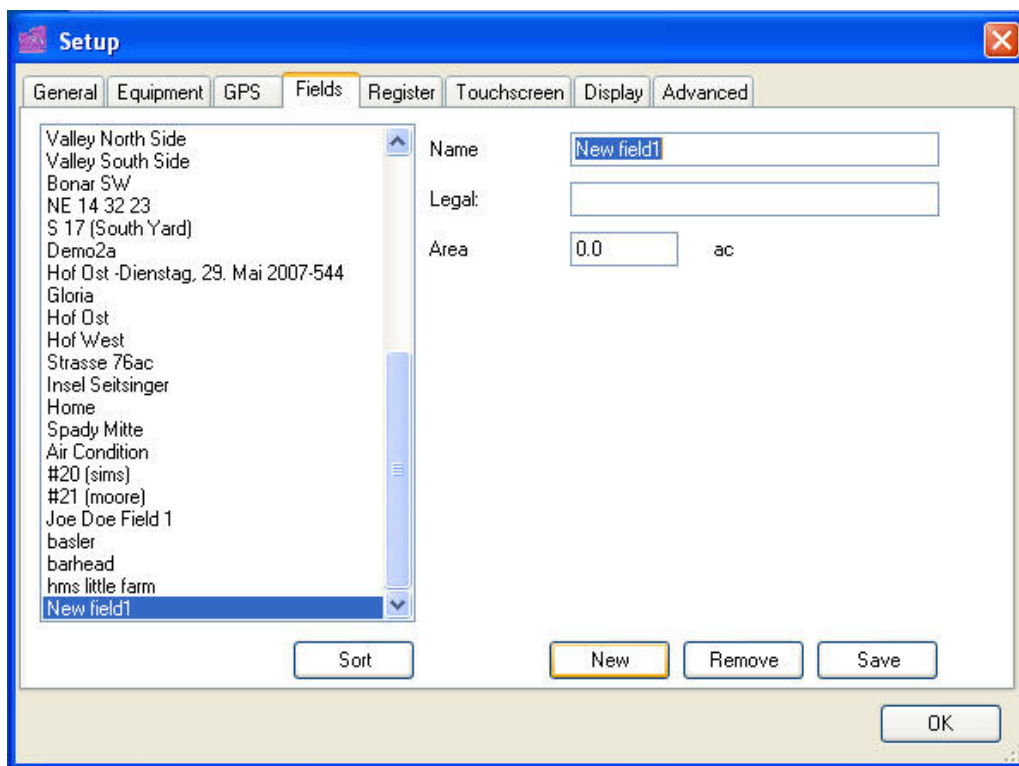 Setup
General Equipment GPS Fields Register Touchscreen Display Advanced
Valley North Side
Valley South Side
Bonar SW
NE 14 32 23
S 17 (South Yard)
Demo2a
Hof Ost -Dienstag, 29. Mai 2007-544
Gloria
Hof Ost
Hof West
Strasse 76ac
Insel Seitsinger
Home
Spady Mitte
Air Condition
#20 (sims)
#21 (moore)
Joe Doe Field 1
basler
barhead
hms little farm
New field1
Name New field1
Legal:
Area 0.0 ac
Sort New Remove Save
OK